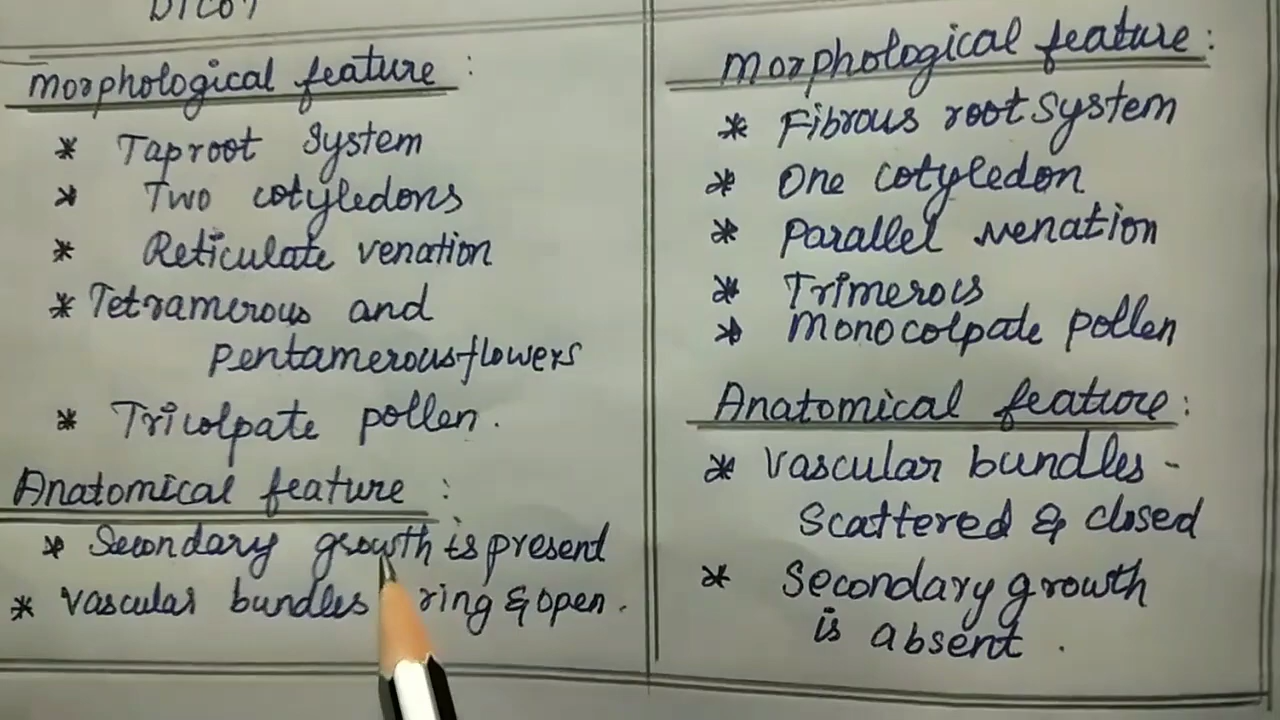 DICOT
Morphological feature :
* Taproot System
* Two cotyledons
* Reticulate venation
* Tetramerous and
pentamerous flowers
* Tricolpate pollen.
Anatomical feature :
* Secondary growth is present
* Vascular bundles ring & open.
Morphological feature :
* Fibrous root System
* One cotyledon
* Parallel venation
* Trimerous
* Monocolpate pollen
Anatomical feature :
* Vascular bundles -
Scattered & closed
* Secondary growth
is absent.